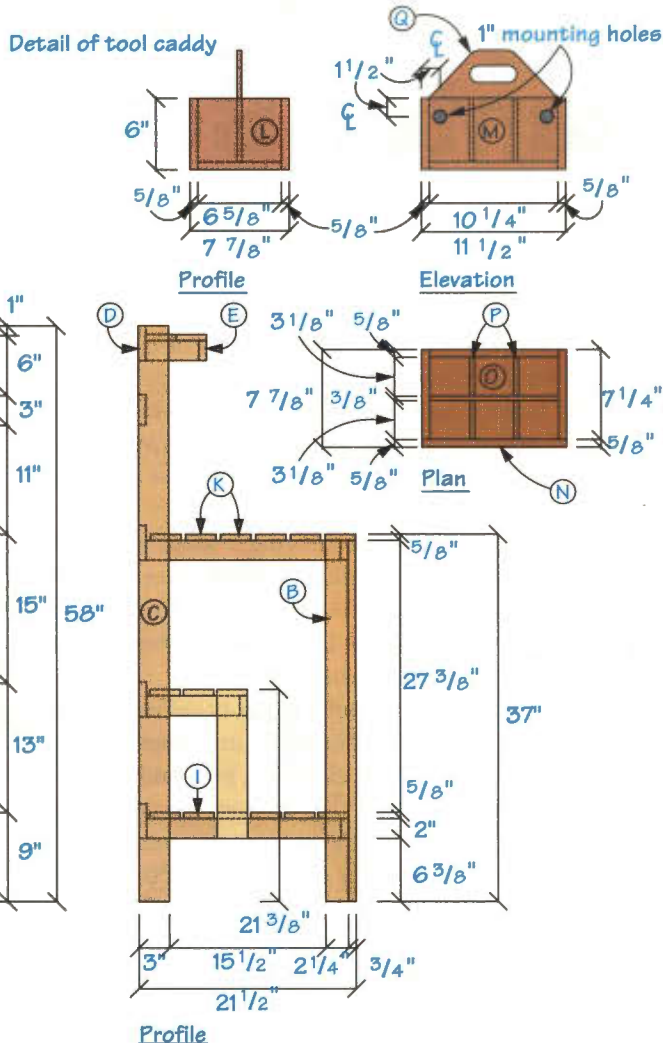 Detail of tool caddy
Q
℄
1" mounting holes
1 1/2"
℄
6"
L
M
5/8"
6 5/8"
7 7/8"
5/8"
10 1/4"
11 1/2"
5/8"
Profile
Elevation
1"
D
E
3 1/8"
5/8"
P
6"
3"
7 7/8"
3/8"
O
7 1/4"
11"
3 1/8"
5/8"
5/8"
Plan
N
K
5/8"
15"
58"
C
B
27 3/8"
37"
13"
I
5/8"
2"
9"
6 3/8"
21 3/8"
3"
15 1/2"
2 1/4"
3/4"
21 1/2"
Profile